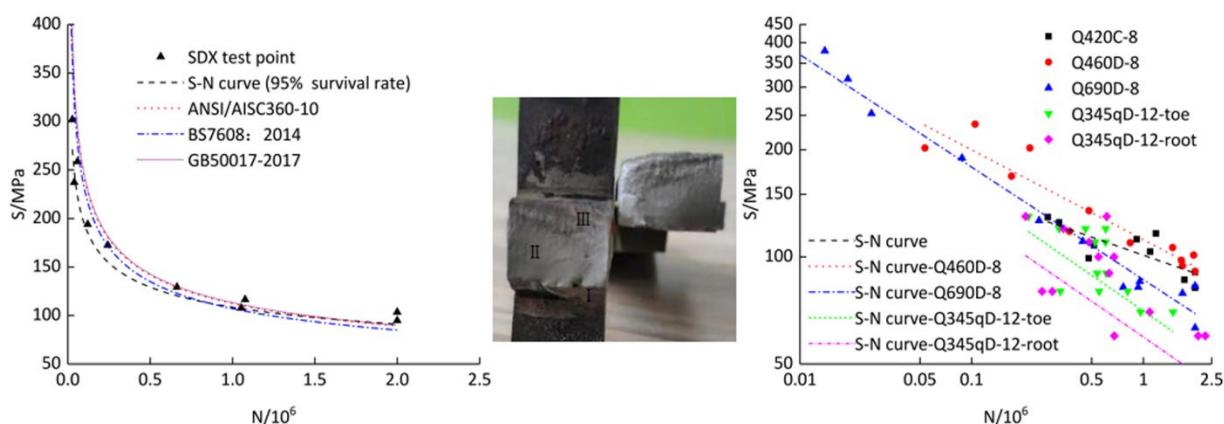 400
350
300
250
200
150
100
50
0
S/MPa
0.0
0.5
1.0
1.5
2.0
2.5
N/10⁶
SDX test point
S-N curve (95% survival rate)
ANSI/AISC360-10
BS7608：2014
GB50017-2017
III
II
I
450
400
350
300
250
200
150
100
50
S/MPa
0.01
0.05
0.1
0.5
1
2.5
N/10⁶
Q420C-8
Q460D-8
Q690D-8
Q345qD-12-toe
Q345qD-12-root
S-N curve
S-N curve-Q460D-8
S-N curve-Q690D-8
S-N curve-Q345qD-12-toe
S-N curve-Q345qD-12-root